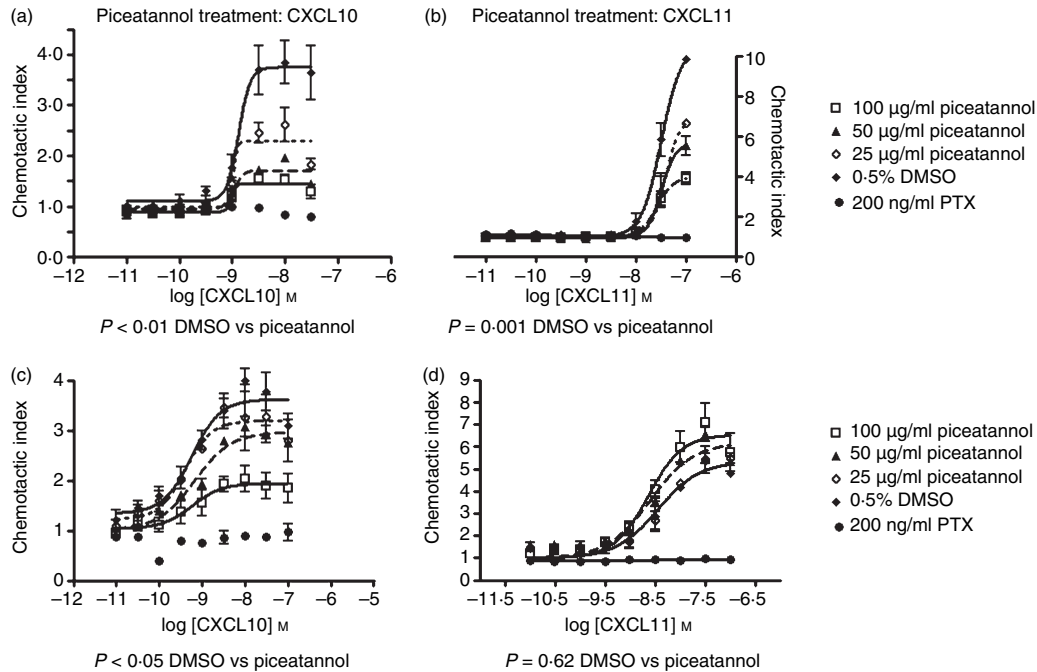 (a) Piceatannol treatment: CXCL10
4·0
3·0
2·0
1·0
0·0
Chemotactic index
−12 −11 −10 −9 −8 −7 −6
log [CXCL10] M
P < 0·01 DMSO vs piceatannol
(b) Piceatannol treatment: CXCL11
10
8
6
4
2
0
Chemotactic index
−11 −10 −9 −8 −7 −6
log [CXCL11] M
P = 0·001 DMSO vs piceatannol
100 µg/ml piceatannol
50 µg/ml piceatannol
25 µg/ml piceatannol
0·5% DMSO
200 ng/ml PTX
(c)
4
3
2
1
0
Chemotactic index
−12 −11 −10 −9 −8 −7 −6 −5
log [CXCL10] M
P < 0·05 DMSO vs piceatannol
(d)
9
8
7
6
5
4
3
2
1
0
Chemotactic index
−11·5 −10·5 −9·5 −8·5 −7·5 −6·5
log [CXCL11] M
P = 0·62 DMSO vs piceatannol
100 µg/ml piceatannol
50 µg/ml piceatannol
25 µg/ml piceatannol
0·5% DMSO
200 ng/ml PTX